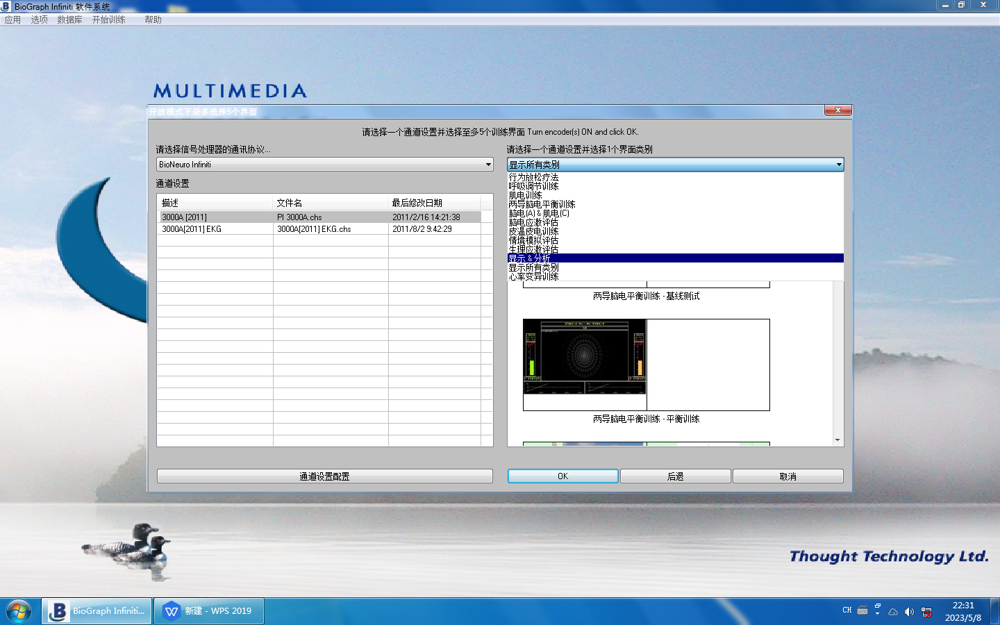 BioGraph Infiniti 软件系统
应用 选项 数据库 开始训练 帮助
MULTIMEDIA
开放模式下最多选择5个界面
请选择一个通道设置并选择至多5个训练界面 Turn encoder(s) ON and click OK.
请选择信号处理器的通讯协议...
BioNeuro Infiniti
通道设置
描述 文件名 最后修改日期
3000A [2011] PI 3000A.chs 2011/2/16 14:21:38
3000A[2011] EKG 3000A[2011] EKG.chs 2011/8/2 9:42:29
通道设置配置
请选择一个通道设置并选择1个界面类别
显示所有类别
行为放松疗法
呼吸调节训练
肌电训练
两导脑电平衡训练
脑电(A) & 肌电(C)
脑电应激评估
皮温皮电训练
情境模拟评估
生理应激评估
显示 & 分析
显示所有类别
心率变异训练
两导脑电平衡训练 - 基线测试
两导脑电平衡训练 - 平衡训练
OK 后退 取消
Thought Technology Ltd.
BioGraph Infiniti...
新建 - WPS 2019
CH
22:31
2023/5/8